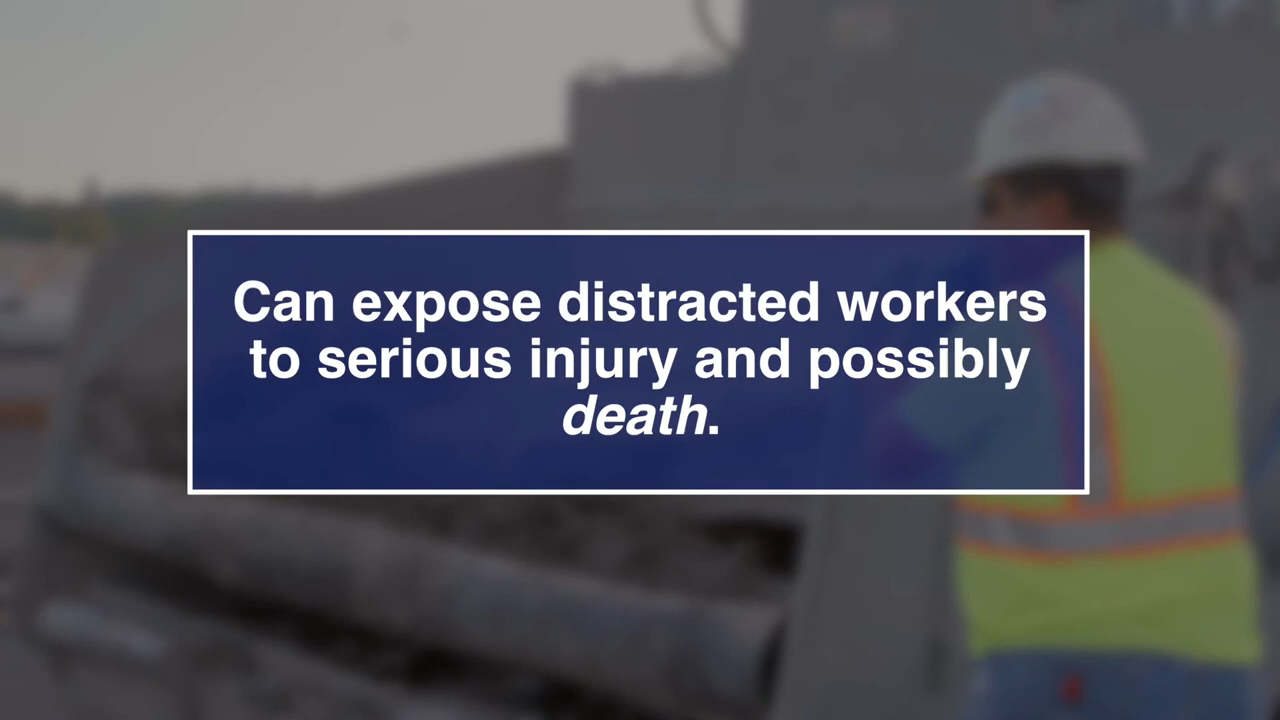 Can expose distracted workers
to serious injury and possibly
death.